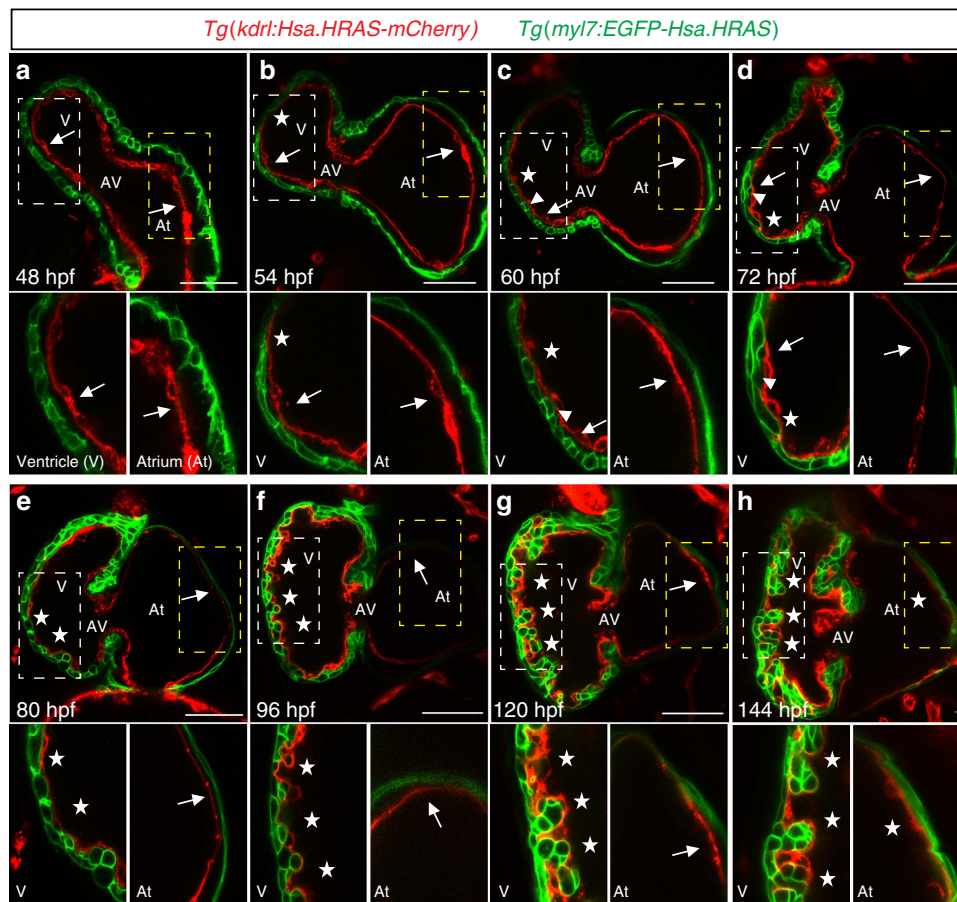 Tg(kdrl:Hsa.HRAS-mCherry) Tg(myl7:EGFP-Hsa.HRAS)
a b c d
V V V V
AV AV AV AV
At At At At
48 hpf 54 hpf 60 hpf 72 hpf
Ventricle (V) Atrium (At) V At V At V At
e f g h
V V V V
AV AV AV AV
At At At At
80 hpf 96 hpf 120 hpf 144 hpf
V At V At V At V At